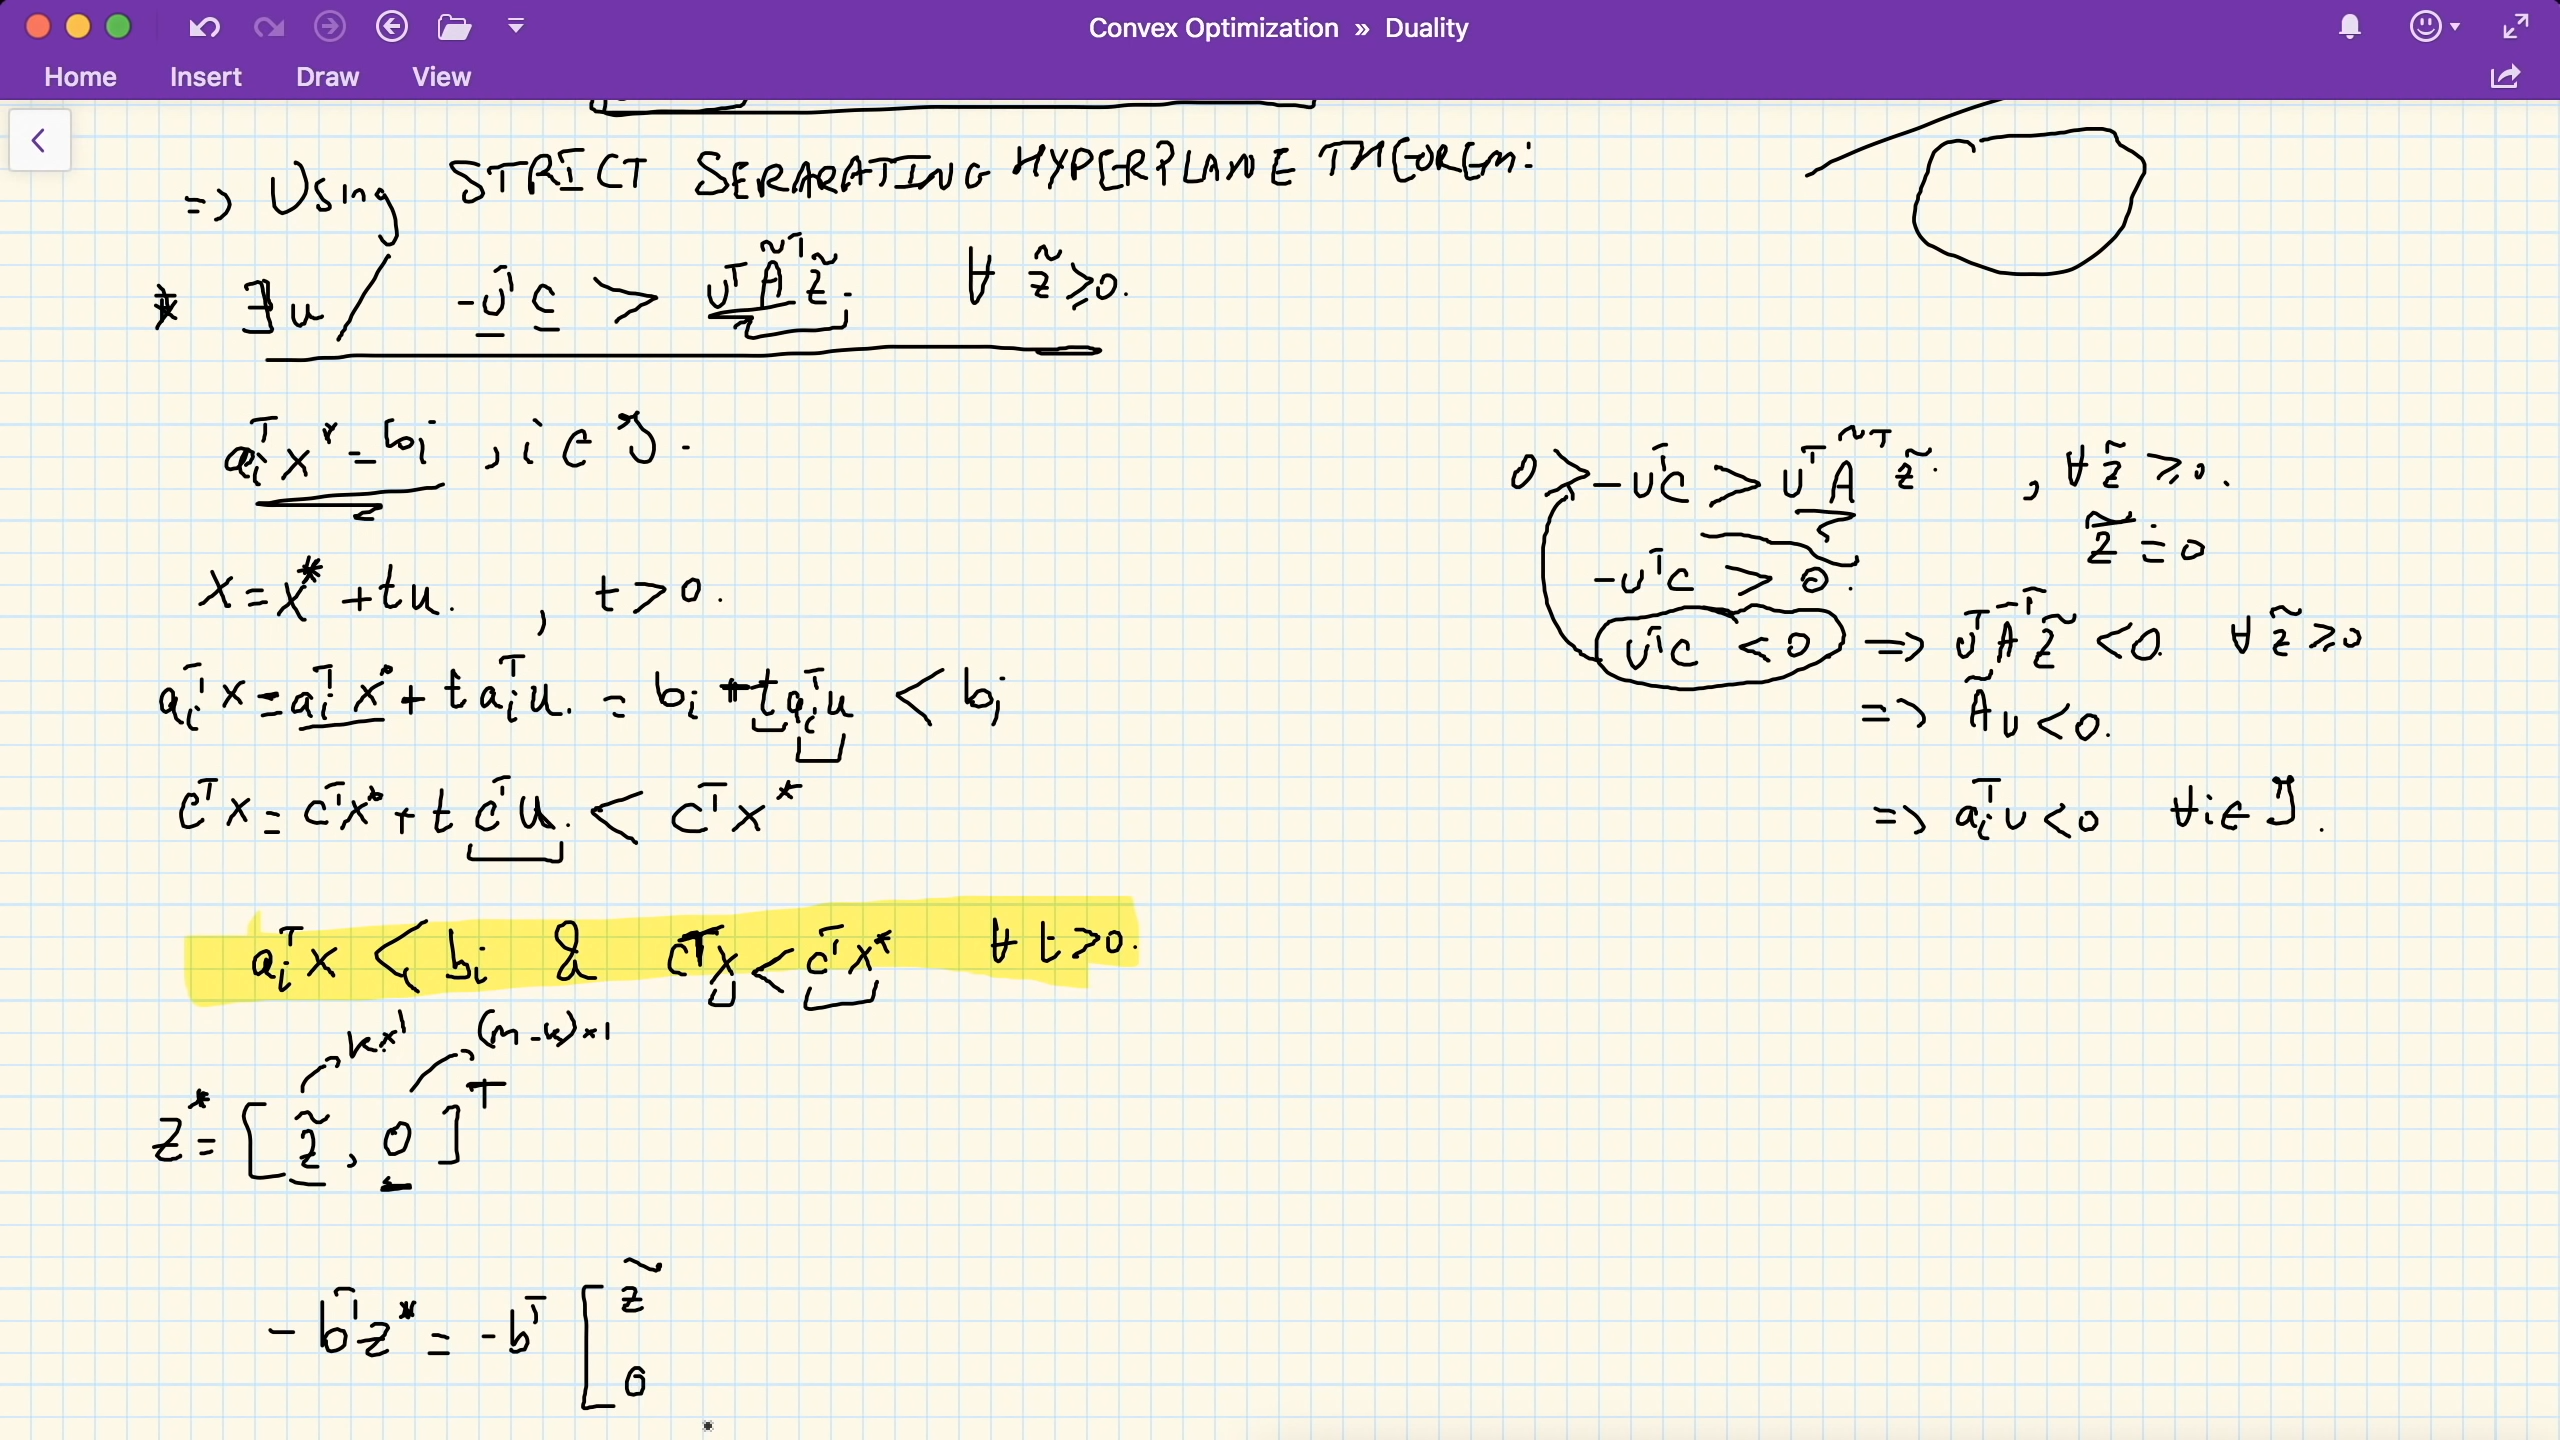 Convex Optimization » Duality
Home Insert Draw View
=> Using STRICT SERARATING HYPERPLANE THEOREM:
* ∃ u / -uᵀc > uᵀÃᵀz̃. ∀ z̃ ≥ 0.
aᵢᵀx* = bᵢ , i ∈ J.
x = x* + tu. , t > 0.
aᵢᵀx = aᵢᵀx* + t aᵢᵀu. = bᵢ + t aᵢᵀu < bᵢ
cᵀx = cᵀx* + t cᵀu. < cᵀx*
aᵢᵀx < bᵢ & cᵀx < cᵀx* ∀ t > 0.
k×1 (m-k)×1
z* = [ z̃ , 0 ]ᵀ
-bᵀz* = -bᵀ [ z̃
0
0 > -uᵀc > uᵀÃᵀz̃. , ∀ z̃ ≥ 0.
z̃ = 0
-uᵀc > 0.
uᵀc < 0 => uᵀÃᵀz̃ < 0. ∀ z̃ ≥ 0
=> Ãu < 0.
=> aᵢᵀu < 0 ∀ i ∈ J.